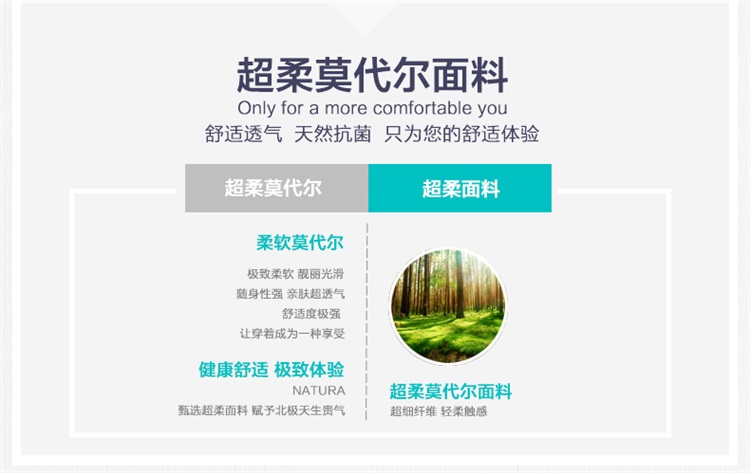 超柔莫代尔面料
Only for a more comfortable you
舒适透气 天然抗菌 只为您的舒适体验
超柔莫代尔
超柔面料
柔软莫代尔
极致柔软 靓丽光滑
随身性强 亲肤超透气
舒适度极强
让穿着成为一种享受
健康舒适 极致体验
NATURA
甄选超柔面料 赋予北极天生贵气
超柔莫代尔面料
超细纤维 轻柔触感